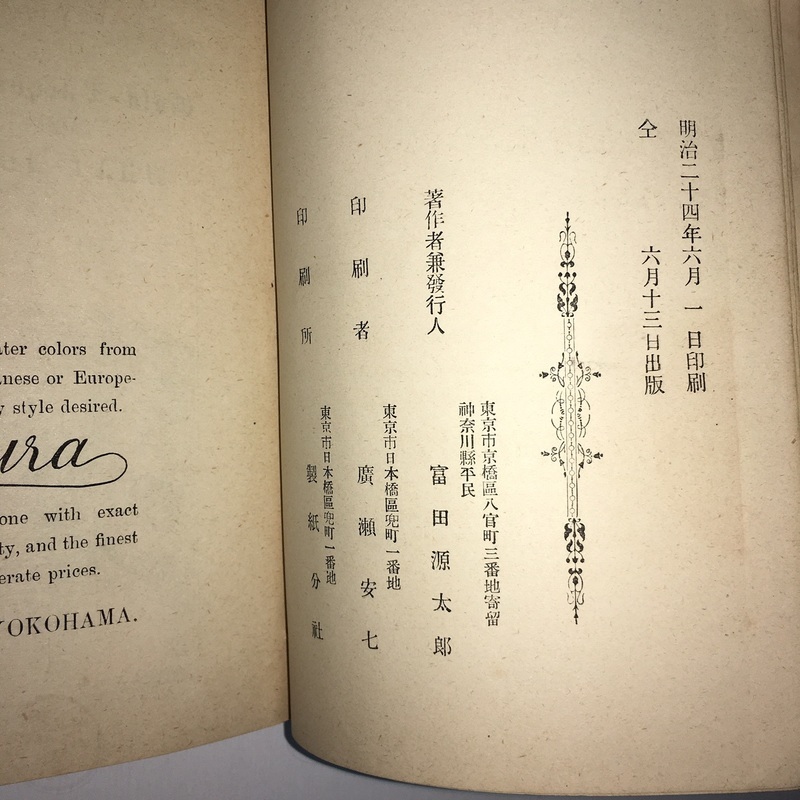 ater colors from
nese or Europe-
y style desired.
ura
one with exact
ty, and the finest
erate prices.
YOKOHAMA.
明治二十四年六月一日印刷
仝 六月十三日出版
東京市京橋區八官町三番地寄留
神奈川縣平民
著作者兼發行人 富田源太郎
東京市日本橋區兜町一番地
印刷者 廣瀨安七
東京市日本橋區兜町一番地
印刷所 製紙分社